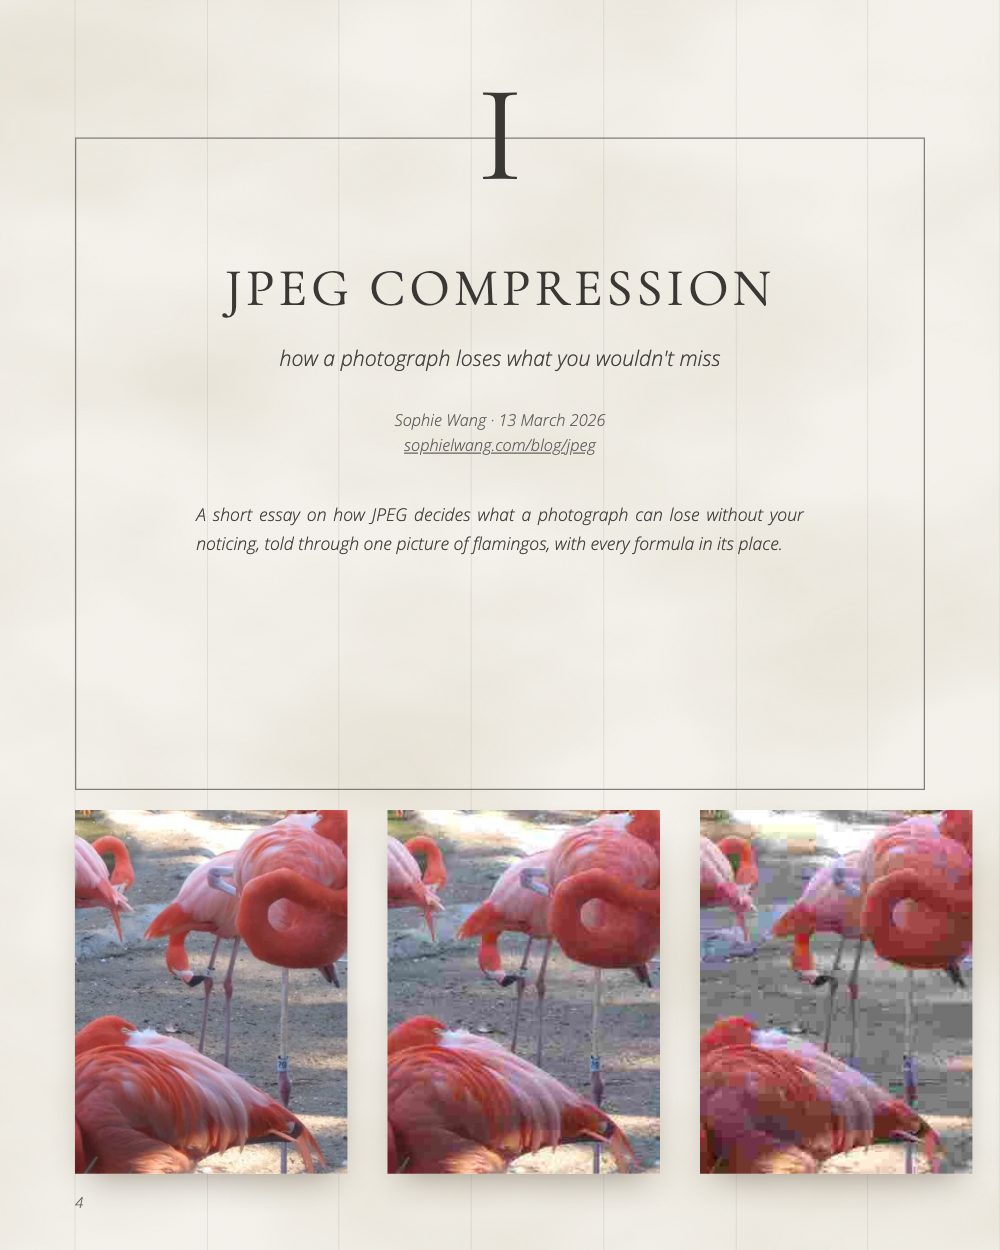 I
JPEG COMPRESSION
how a photograph loses what you wouldn't miss
Sophie Wang · 13 March 2026
sophielwang.com/blog/jpeg
A short essay on how JPEG decides what a photograph can lose without your
noticing, told through one picture of flamingos, with every formula in its place.
4